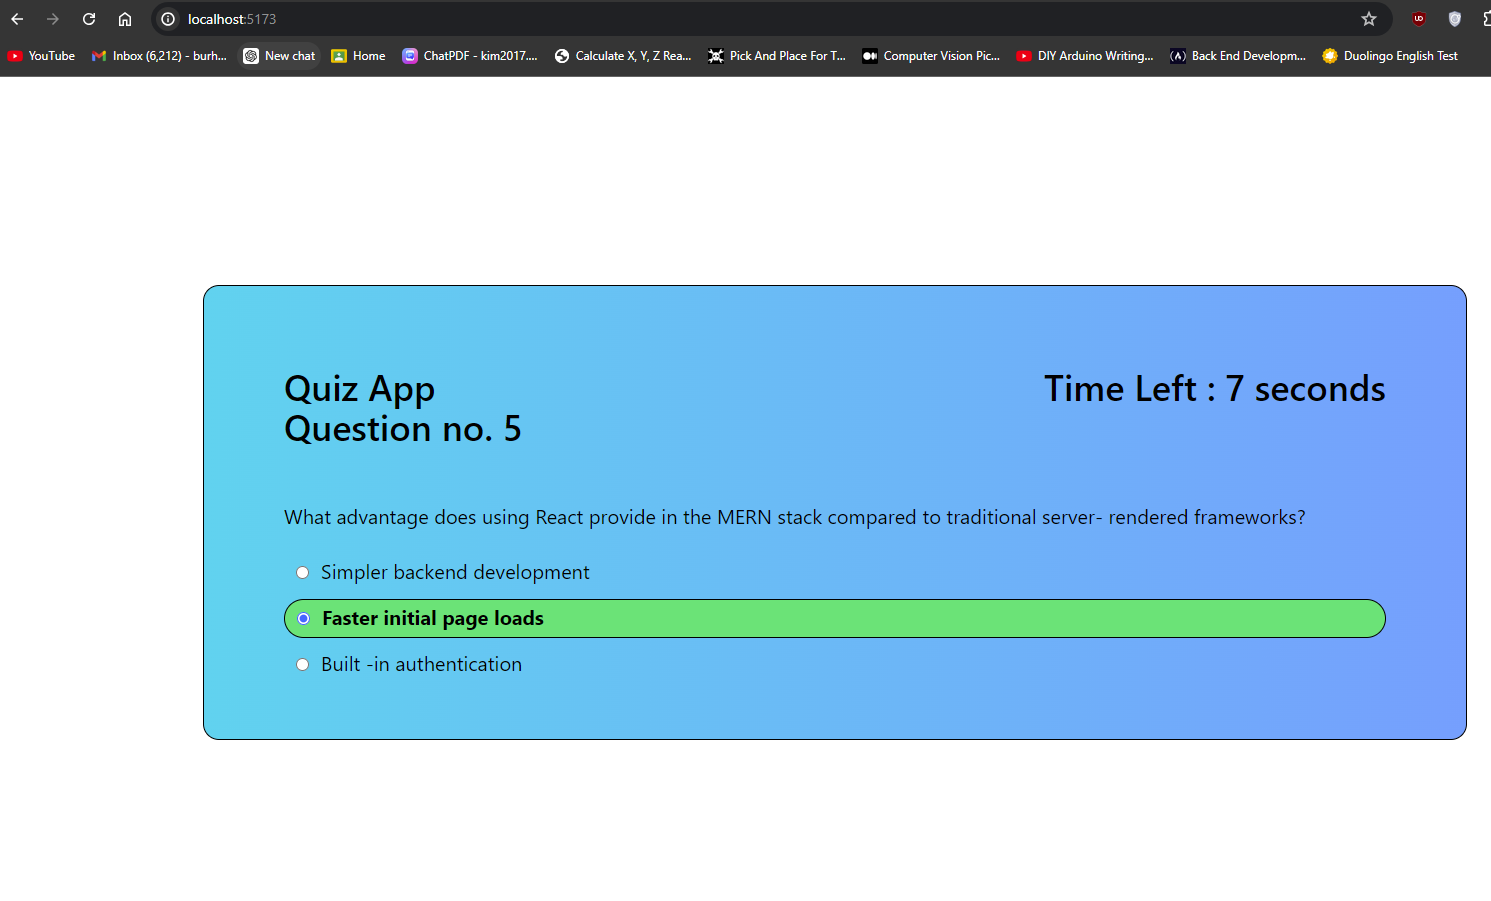 localhost:5173
YouTube Inbox (6,212) - burh... New chat Home ChatPDF - kim2017.... Calculate X, Y, Z Rea... Pick And Place For T... Computer Vision Pic... DIY Arduino Writing... Back End Developm... Duolingo English Test
Quiz App
Time Left : 7 seconds
Question no. 5
What advantage does using React provide in the MERN stack compared to traditional server- rendered frameworks?
Simpler backend development
Faster initial page loads
Built -in authentication